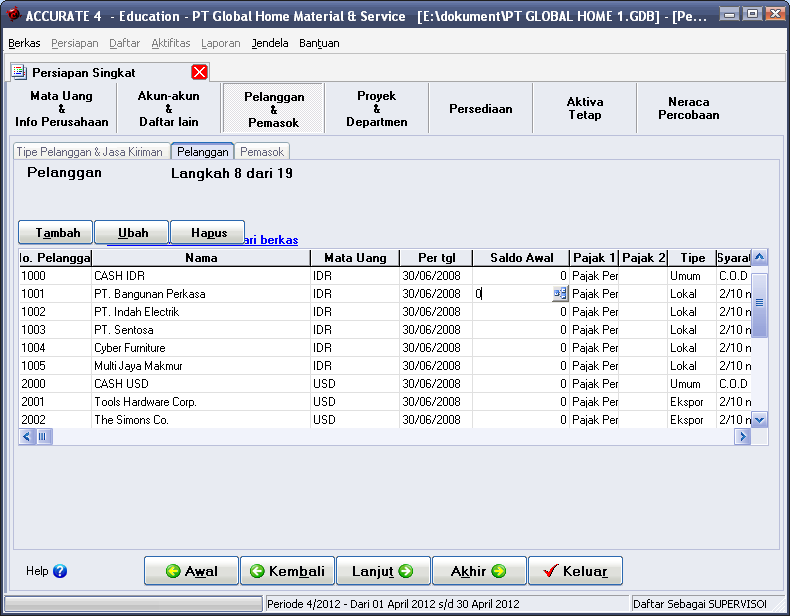 ACCURATE 4 - Education - PT Global Home Material & Service [E:\dokument\PT GLOBAL HOME 1.GDB] - [Pe...
Berkas Persiapan Daftar Aktifitas Laporan Jendela Bantuan
Persiapan Singkat
Mata Uang & Info Perusahaan
Akun-akun & Daftar lain
Pelanggan & Pemasok
Proyek & Departmen
Persediaan
Aktiva Tetap
Neraca Percobaan
Tipe Pelanggan & Jasa Kiriman Pelanggan Pemasok
Pelanggan Langkah 8 dari 19
Tambah Ubah Hapus
ari berkas
No. Pelangga Nama Mata Uang Per tgl Saldo Awal Pajak 1 Pajak 2 Tipe Syarat
1000 CASH IDR IDR 30/06/2008 0 Pajak Per Umum C.O.D
1001 PT. Bangunan Perkasa IDR 30/06/2008 0 Pajak Per Lokal 2/10 n
1002 PT. Indah Electrik IDR 30/06/2008 0 Pajak Per Lokal 2/10 n
1003 PT. Sentosa IDR 30/06/2008 0 Pajak Per Lokal 2/10 n
1004 Cyber Furniture IDR 30/06/2008 0 Pajak Per Lokal 2/10 n
1005 Multi Jaya Makmur IDR 30/06/2008 0 Pajak Per Lokal 2/10 n
2000 CASH USD USD 30/06/2008 0 Pajak Per Umum C.O.D
2001 Tools Hardware Corp. USD 30/06/2008 0 Pajak Per Ekspor 2/10 n
2002 The Simons Co. USD 30/06/2008 0 Pajak Per Ekspor 2/10 n
Help ? Awal Kembali Lanjut Akhir Keluar
Periode 4/2012 - Dari 01 April 2012 s/d 30 April 2012 Daftar Sebagai SUPERVISOI